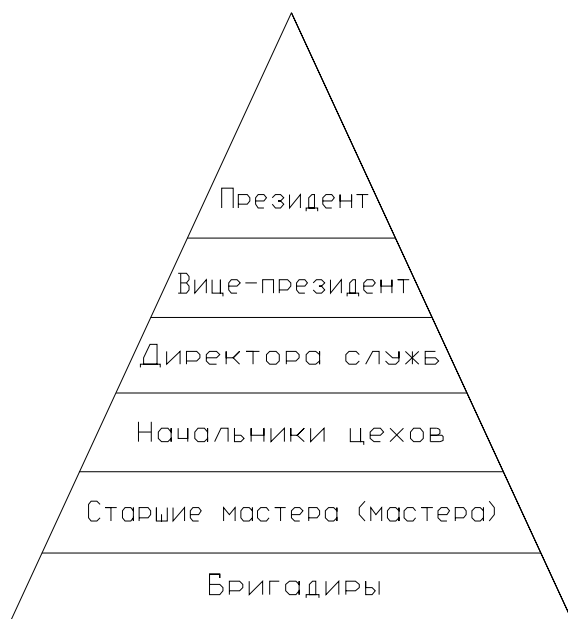 Президент
Вице-президент
Директора служб
Начальники цехов
Старшие мастера (мастера)
Бригадиры